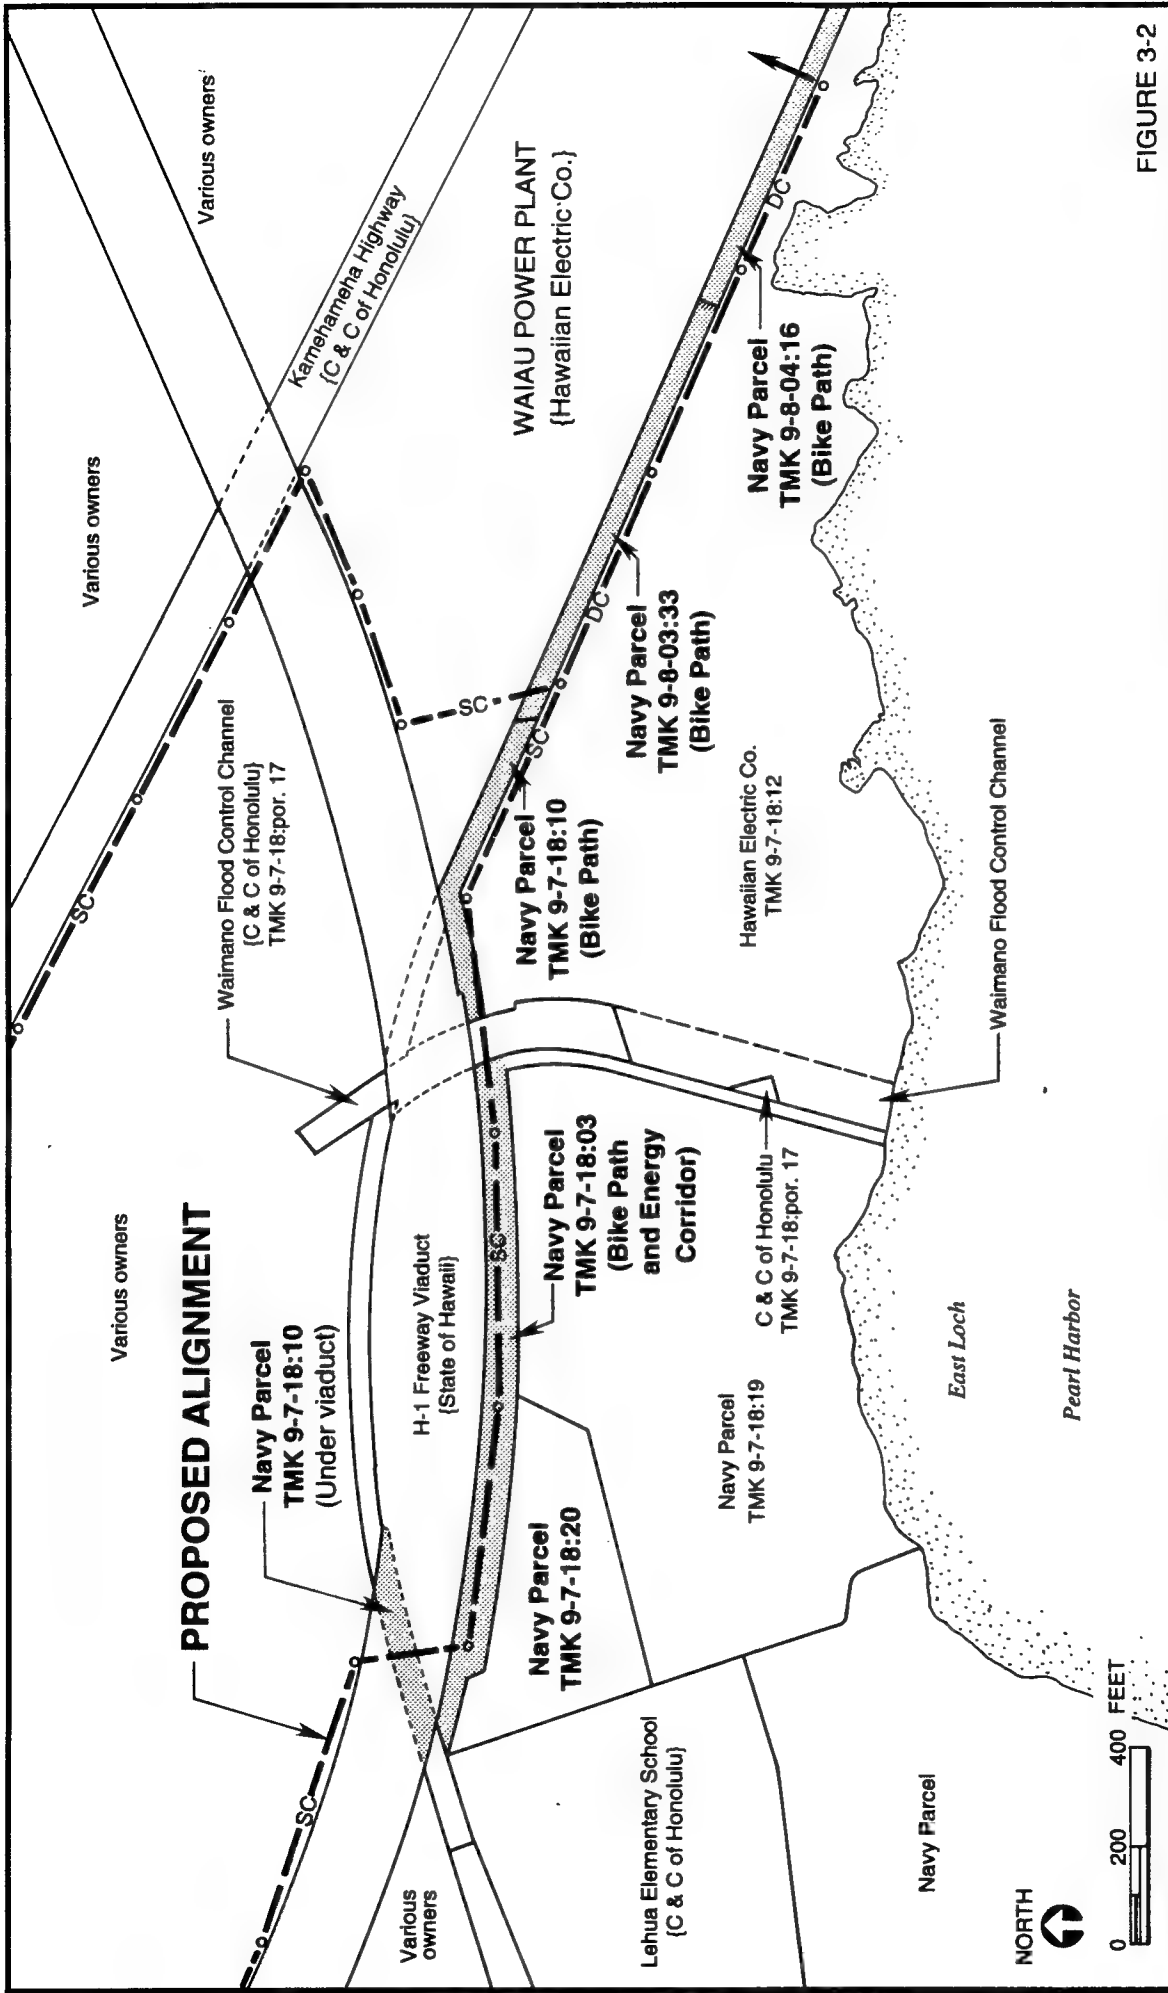 Various owners
Various owners
Various owners
PROPOSED ALIGNMENT
Navy Parcel
TMK 9-7-18:10
(Under viaduct)
Waimano Flood Control Channel
{C & C of Honolulu}
TMK 9-7-18:por. 17
Kamehameha Highway
{C & C of Honolulu}
SC
SC
H-1 Freeway Viaduct
{State of Hawaii}
WAIAU POWER PLANT
{Hawaiian Electric Co.}
Various
owners
SC
SC
SC
DC
DC
Navy Parcel
TMK 9-7-18:20
Navy Parcel
TMK 9-7-18:03
(Bike Path
and Energy
Corridor)
Navy Parcel
TMK 9-7-18:10
(Bike Path)
Navy Parcel
TMK 9-8-03:33
(Bike Path)
Navy Parcel
TMK 9-8-04:16
(Bike Path)
Lehua Elementary School
{C & C of Honolulu}
Navy Parcel
TMK 9-7-18:19
C & C of Honolulu
TMK 9-7-18:por. 17
Hawaiian Electric Co.
TMK 9-7-18:12
Navy Parcel
East Loch
Pearl Harbor
Waimano Flood Control Channel
NORTH
0 200 400 FEET
FIGURE 3-2